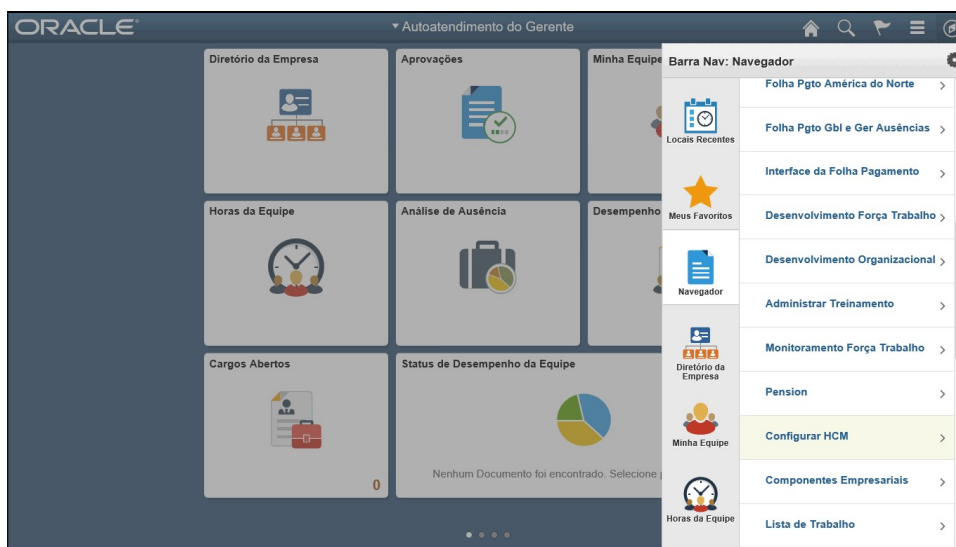 ORACLE
Autoatendimento do Gerente
Diretório da Empresa
Aprovações
Minha Equipe
Horas da Equipe
Análise de Ausência
Desempenho
Cargos Abertos
0
Status de Desempenho da Equipe
Nenhum Documento foi encontrado. Selecione
Barra Nav: Navegador
Locais Recentes
Meus Favoritos
Navegador
Diretório da
Empresa
Minha Equipe
Horas da Equipe
Folha Pgto América do Norte
Folha Pgto Gbl e Ger Ausências
Interface da Folha Pagamento
Desenvolvimento Força Trabalho
Desenvolvimento Organizacional
Administrar Treinamento
Monitoramento Força Trabalho
Pension
Configurar HCM
Componentes Empresariais
Lista de Trabalho